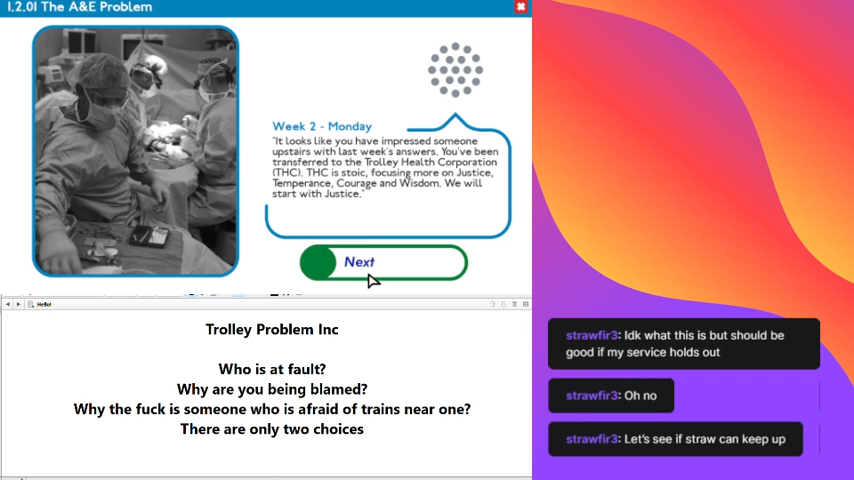 1.2.01 The A&E Problem
Week 2 - Monday
"It looks like you have impressed someone
upstairs with last week's answers. You've been
transferred to the Trolley Health Corporation
(THC). THC is stoic, focusing more on Justice,
Temperance, Courage and Wisdom. We will
start with Justice."
Next
Hello!
Trolley Problem Inc
Who is at fault?
Why are you being blamed?
Why the fuck is someone who is afraid of trains near one?
There are only two choices
strawfir3: Idk what this is but should be
good if my service holds out
strawfir3: Oh no
strawfir3: Let's see if straw can keep up